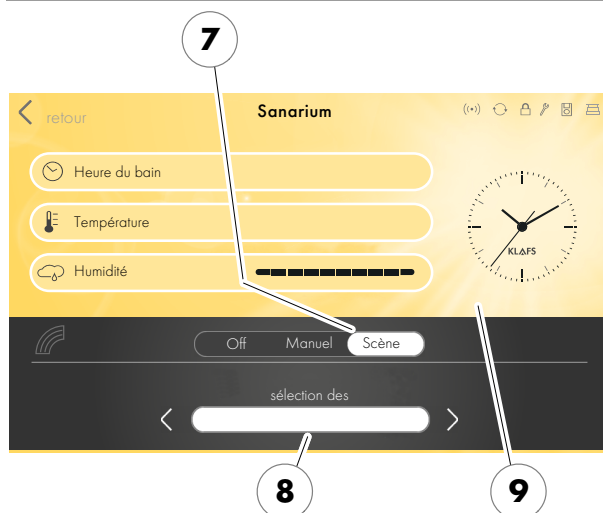 7
retour
Sanarium
Heure du bain
Température
Humidité
KLAFS
Off Manuel Scène
sélection des
8
9